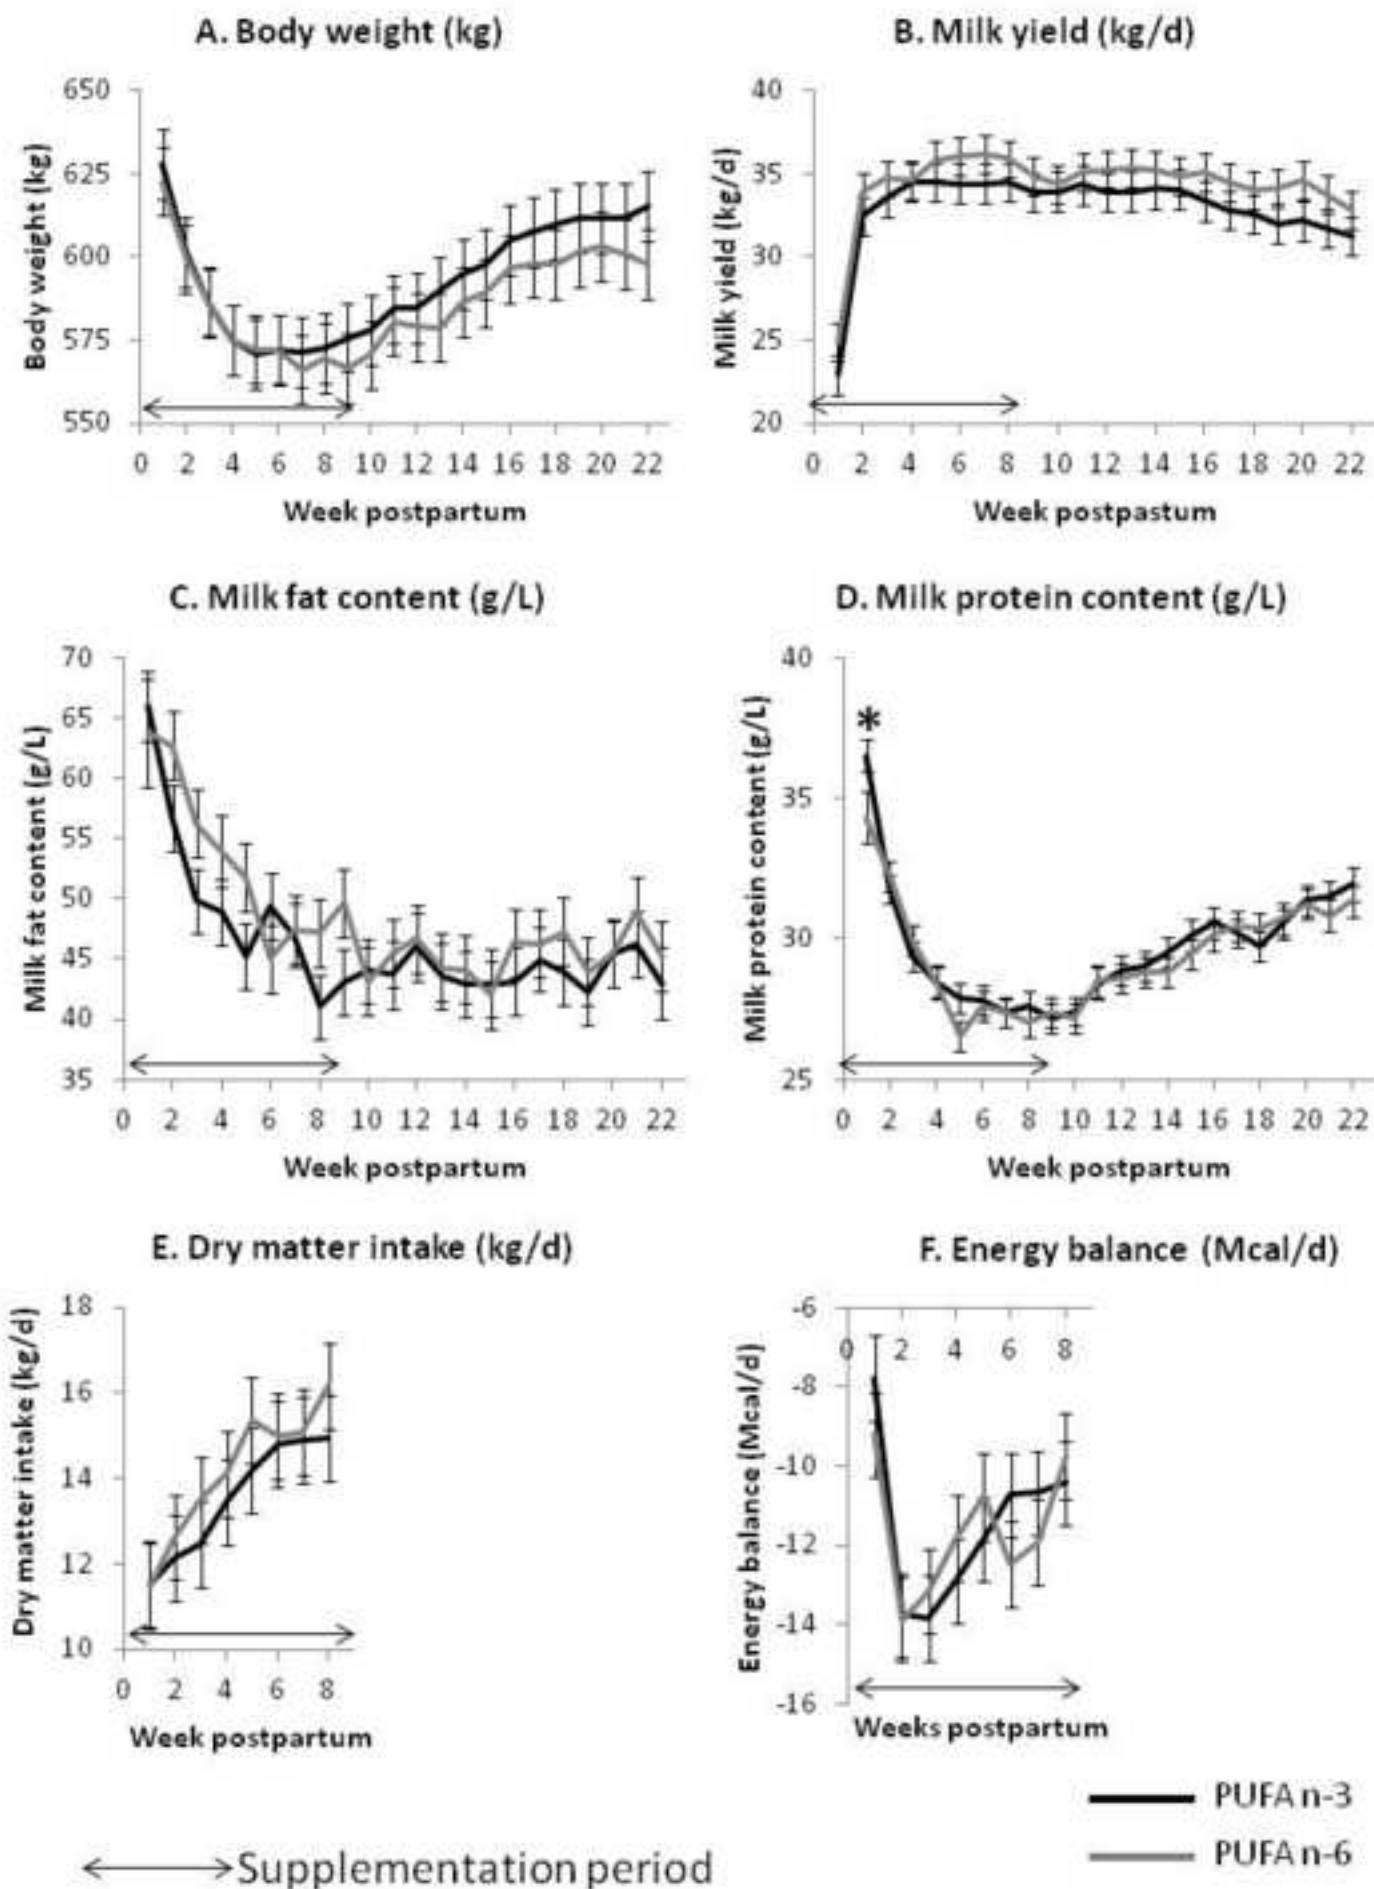 A. Body weight (kg)
B. Milk yield (kg/d)
650
625
600
575
550
Body weight (kg)
0 2 4 6 8 10 12 14 16 18 20 22
Week postpartum
40
35
30
25
20
Milk yield (kg/d)
0 2 4 6 8 10 12 14 16 18 20 22
Week postpastum
C. Milk fat content (g/L)
D. Milk protein content (g/L)
70
65
60
55
50
45
40
35
Milk fat content (g/L)
0 2 4 6 8 10 12 14 16 18 20 22
Week postpartum
40
35
30
25
Milk protein content (g/L)
*
0 2 4 6 8 10 12 14 16 18 20 22
Week postpartum
E. Dry matter intake (kg/d)
F. Energy balance (Mcal/d)
18
16
14
12
10
Dry matter intake (kg/d)
0 2 4 6 8
Week postpartum
-6
-8
-10
-12
-14
-16
Energy balance (Mcal/d)
0 2 4 6 8
Weeks postpartum
PUFA n-3
PUFA n-6
Supplementation period